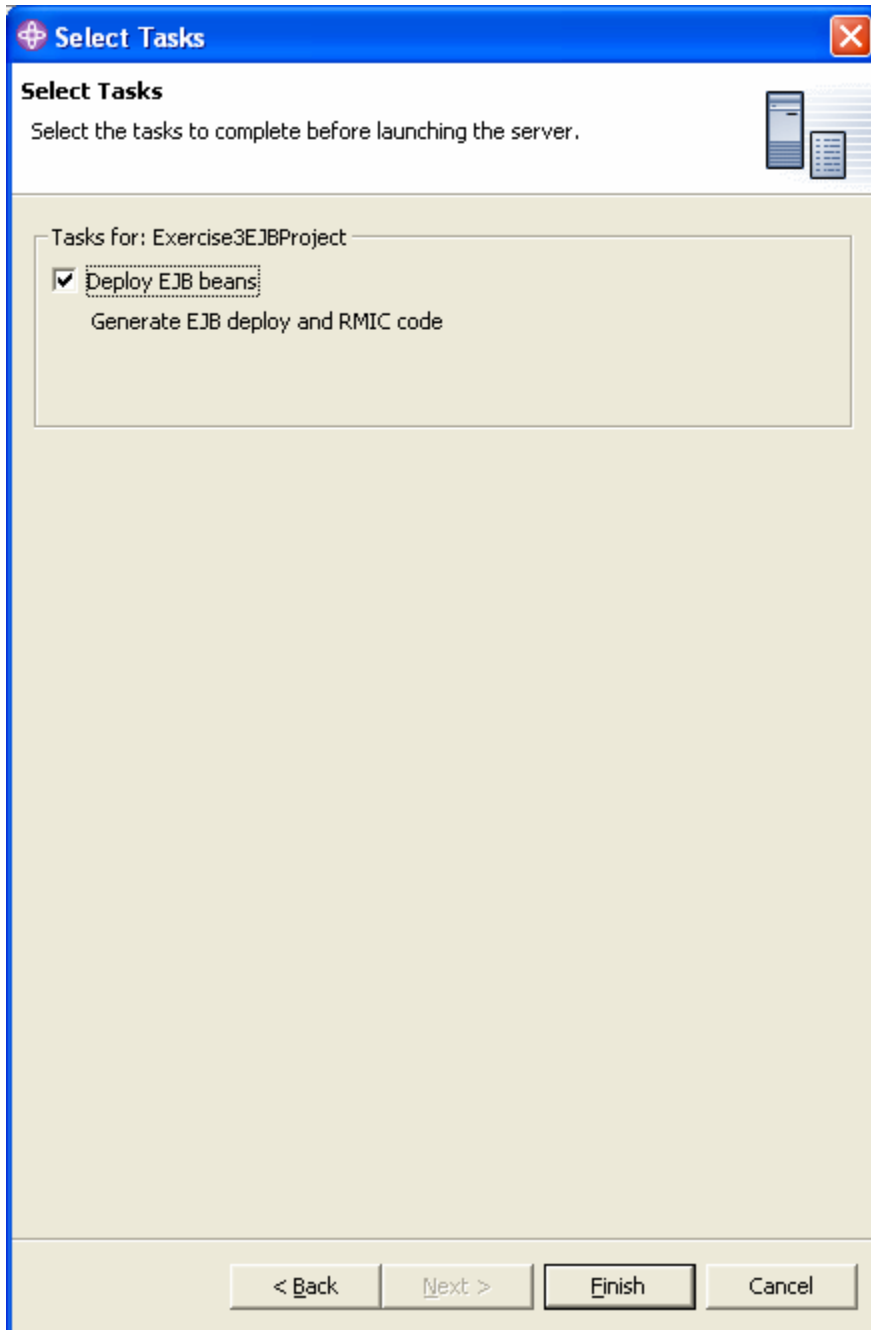 Select Tasks
Select Tasks
Select the tasks to complete before launching the server.
Tasks for: Exercise3EJBProject
Deploy EJB beans
Generate EJB deploy and RMIC code
< Back
Next >
Finish
Cancel